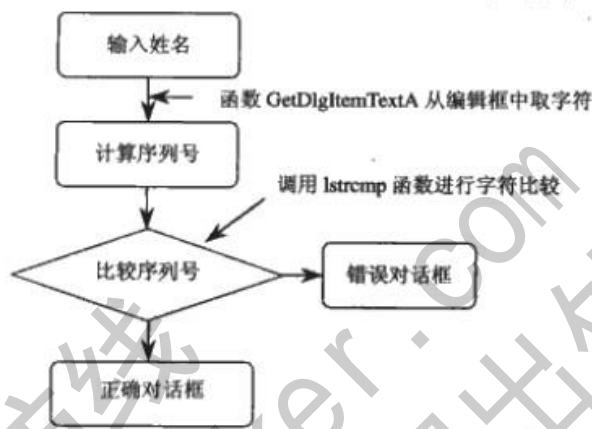 输入姓名
函数 GetDlgItemTextA 从编辑框中取字符
计算序列号
调用 lstrcmp 函数进行字符比较
比较序列号
错误对话框
正确对话框